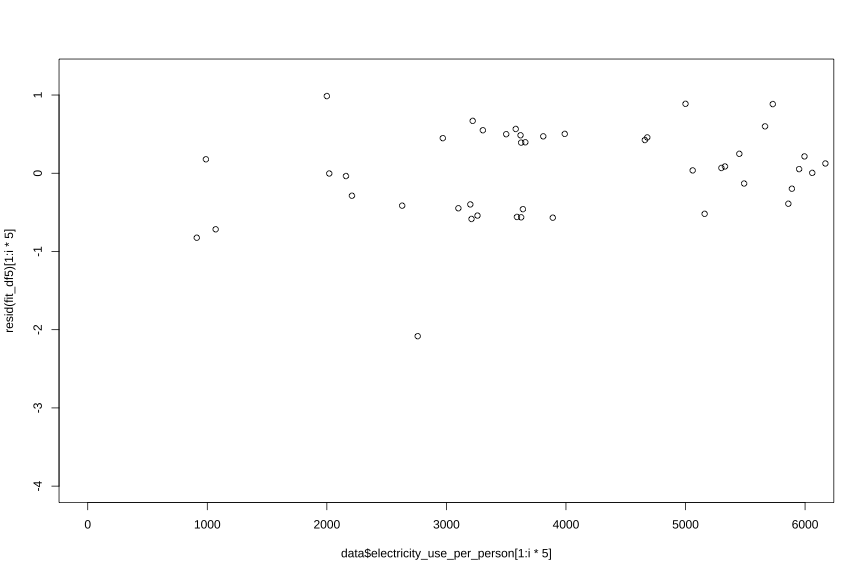 resid(fit_df5)[1:i * 5]
1
0
-1
-2
-3
-4
0 1000 2000 3000 4000 5000 6000
data$electricity_use_per_person[1:i * 5]